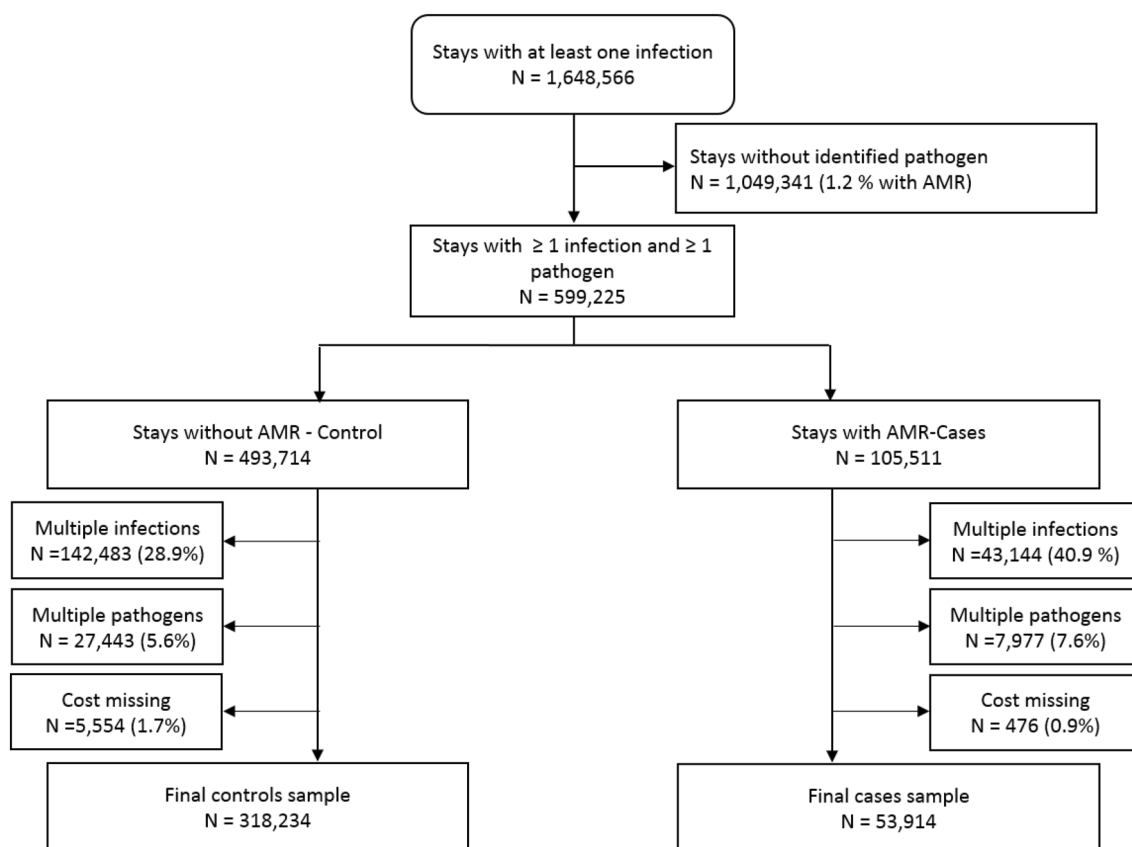 Stays with at least one infection
N = 1,648,566
Stays without identified pathogen
N = 1,049,341 (1.2 % with AMR)
Stays with ≥ 1 infection and ≥ 1
pathogen
N = 599,225
Stays without AMR - Control
N = 493,714
Stays with AMR-Cases
N = 105,511
Multiple infections
N =142,483 (28.9%)
Multiple infections
N =43,144 (40.9 %)
Multiple pathogens
N = 27,443 (5.6%)
Multiple pathogens
N =7,977 (7.6%)
Cost missing
N =5,554 (1.7%)
Cost missing
N = 476 (0.9%)
Final controls sample
N = 318,234
Final cases sample
N = 53,914